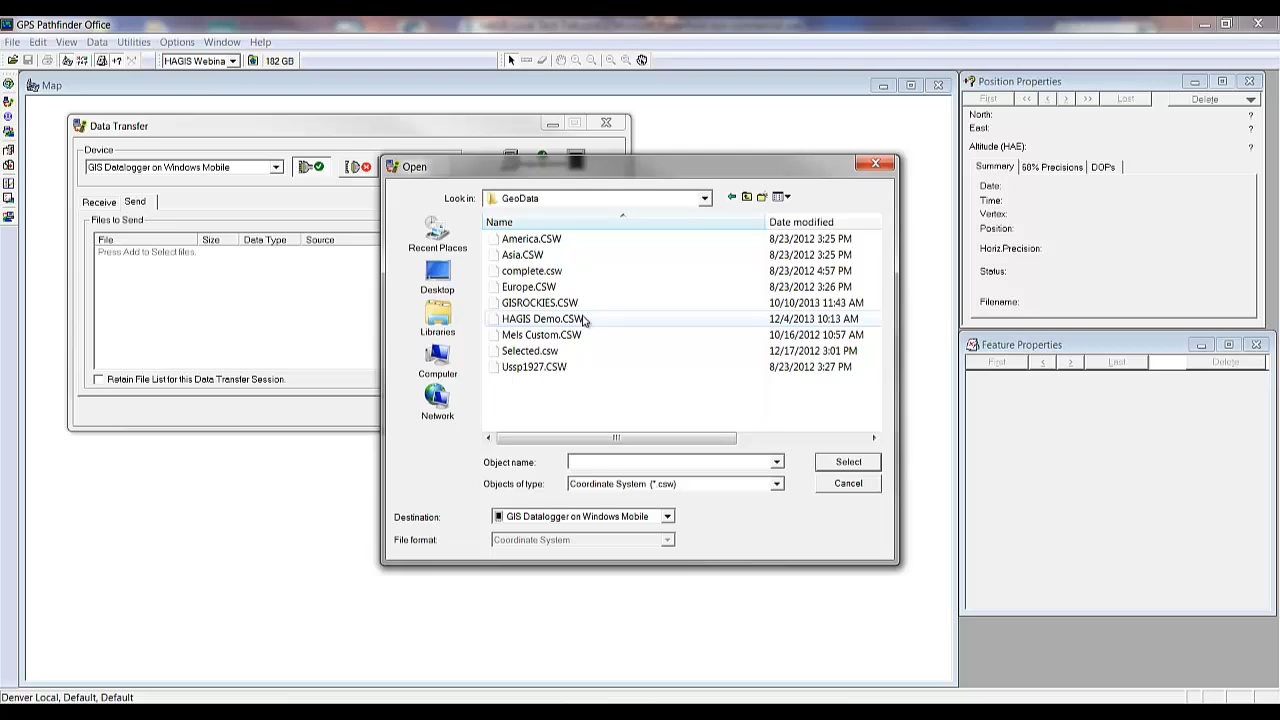 GPS Pathfinder Office
File Edit View Data Utilities Options Window Help
HAGIS Webina 182 GB
Map
Position Properties
First << < > >> Last Delete
North: ?
East: ?
Altitude (HAE): ?
Summary 68% Precisions DOPs
Date:
Time:
Vertex:
Position:
Horiz.Precision:
Status:
Filename:
Feature Properties
First < > Last Delete
Data Transfer
Device
GIS Datalogger on Windows Mobile
Receive Send
Files to Send
File Size Data Type Source
Press Add to Select files.
Retain File List for this Data Transfer Session.
Open
Look in: GeoData
Recent Places
Desktop
Libraries
Computer
Network
Name Date modified
America.CSW 8/23/2012 3:25 PM
Asia.CSW 8/23/2012 3:25 PM
complete.csw 8/23/2012 4:57 PM
Europe.CSW 8/23/2012 3:26 PM
GISROCKIES.CSW 10/10/2013 11:43 AM
HAGIS Demo.CSW 12/4/2013 10:13 AM
Mels Custom.CSW 10/16/2012 10:57 AM
Selected.csw 12/17/2012 3:01 PM
Ussp1927.CSW 8/23/2012 3:27 PM
Object name: Select
Objects of type: Coordinate System (*.csw) Cancel
Destination: GIS Datalogger on Windows Mobile
File format: Coordinate System
Denver Local, Default, Default